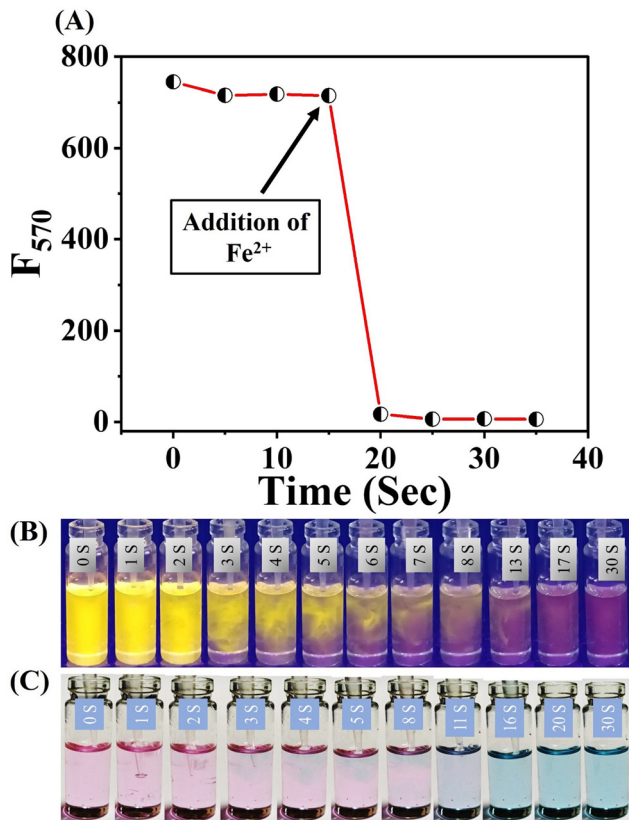 (A)
800
600
400
200
0
F570
Addition of
Fe2+
0
10
20
30
40
Time (Sec)
(B)
0 S
1 S
2 S
3 S
4 S
5 S
6 S
7 S
8 S
13 S
17 S
30 S
(C)
0 S
1 S
2 S
3 S
4 S
5 S
8 S
11 S
16 S
20 S
30 S